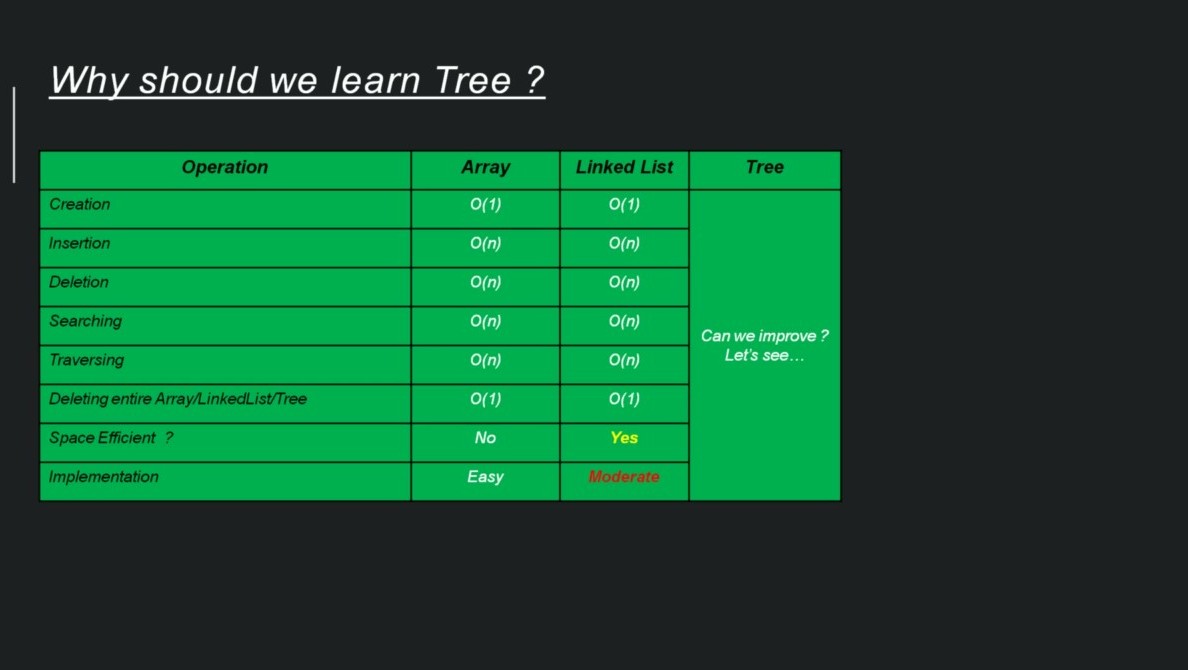 Why should we learn Tree ?
Operation Array Linked List Tree
Creation O(1) O(1)
Insertion O(n) O(n)
Deletion O(n) O(n)
Searching O(n) O(n)
Traversing O(n) O(n)
Deleting entire Array/LinkedList/Tree O(1) O(1)
Space Efficient ? No Yes
Implementation Easy Moderate
Can we improve ?
Let's see...